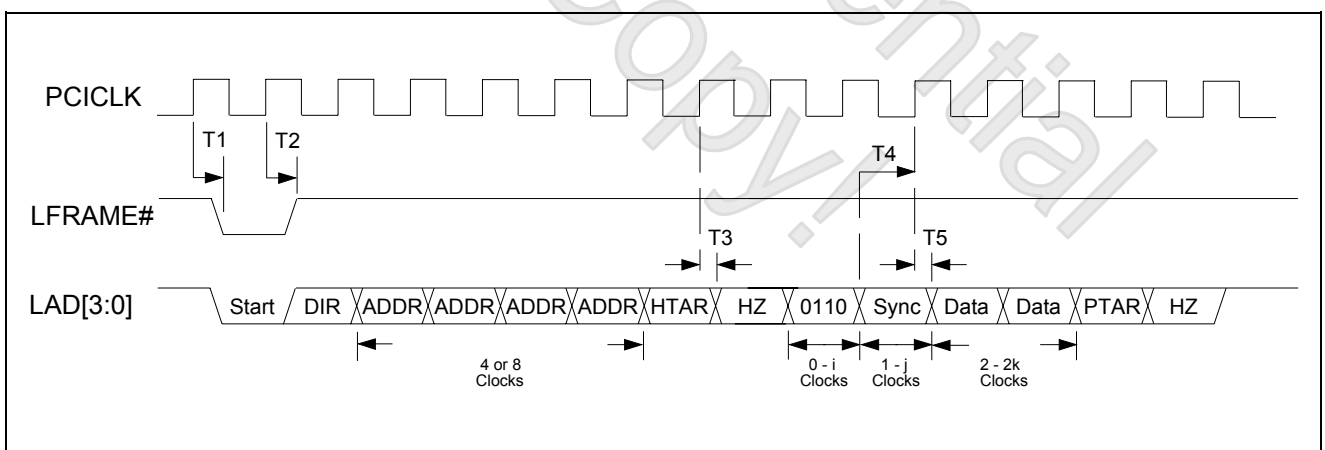 PCICLK
T1 T2 T4
LFRAME#
T3 T5
LAD[3:0] Start DIR ADDR ADDR ADDR ADDR HTAR HZ 0110 Sync Data Data PTAR HZ
4 or 8 0 - i 1 - j 2 - 2k
Clocks Clocks Clocks Clocks
Copy!